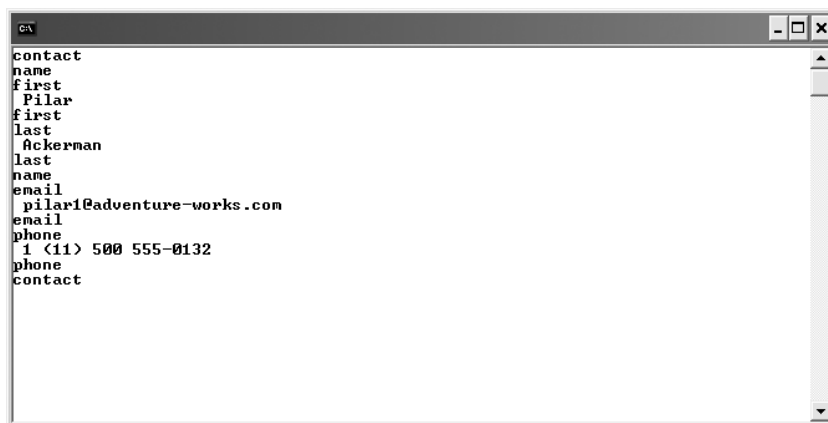 C:\
contact
name
first
Pilar
first
last
Ackerman
last
name
email
pilar1@adventure-works.com
email
phone
1 (11) 500 555-0132
phone
contact